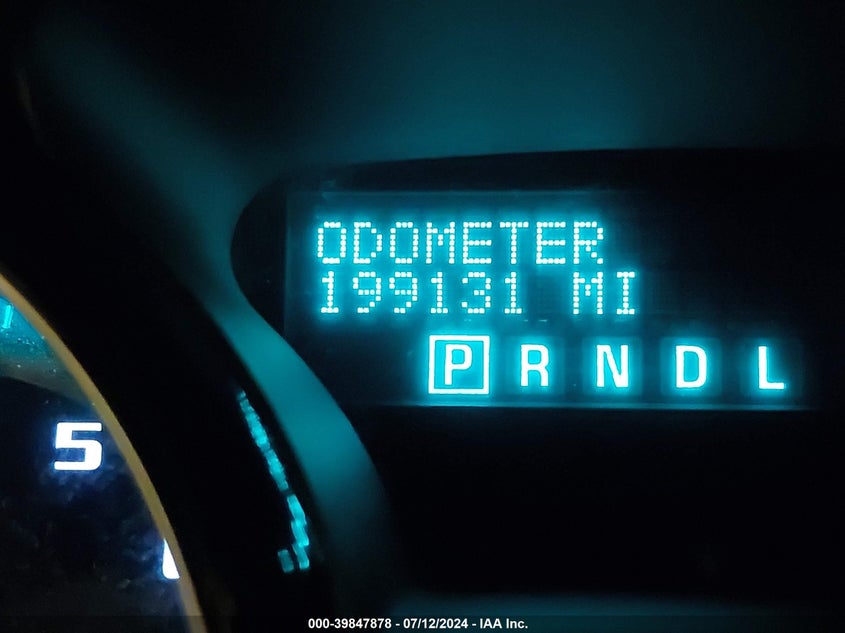 ODOMETER
199131 MI
P R N D L
5
000-39847878 - 07/12/2024 - IAA Inc.